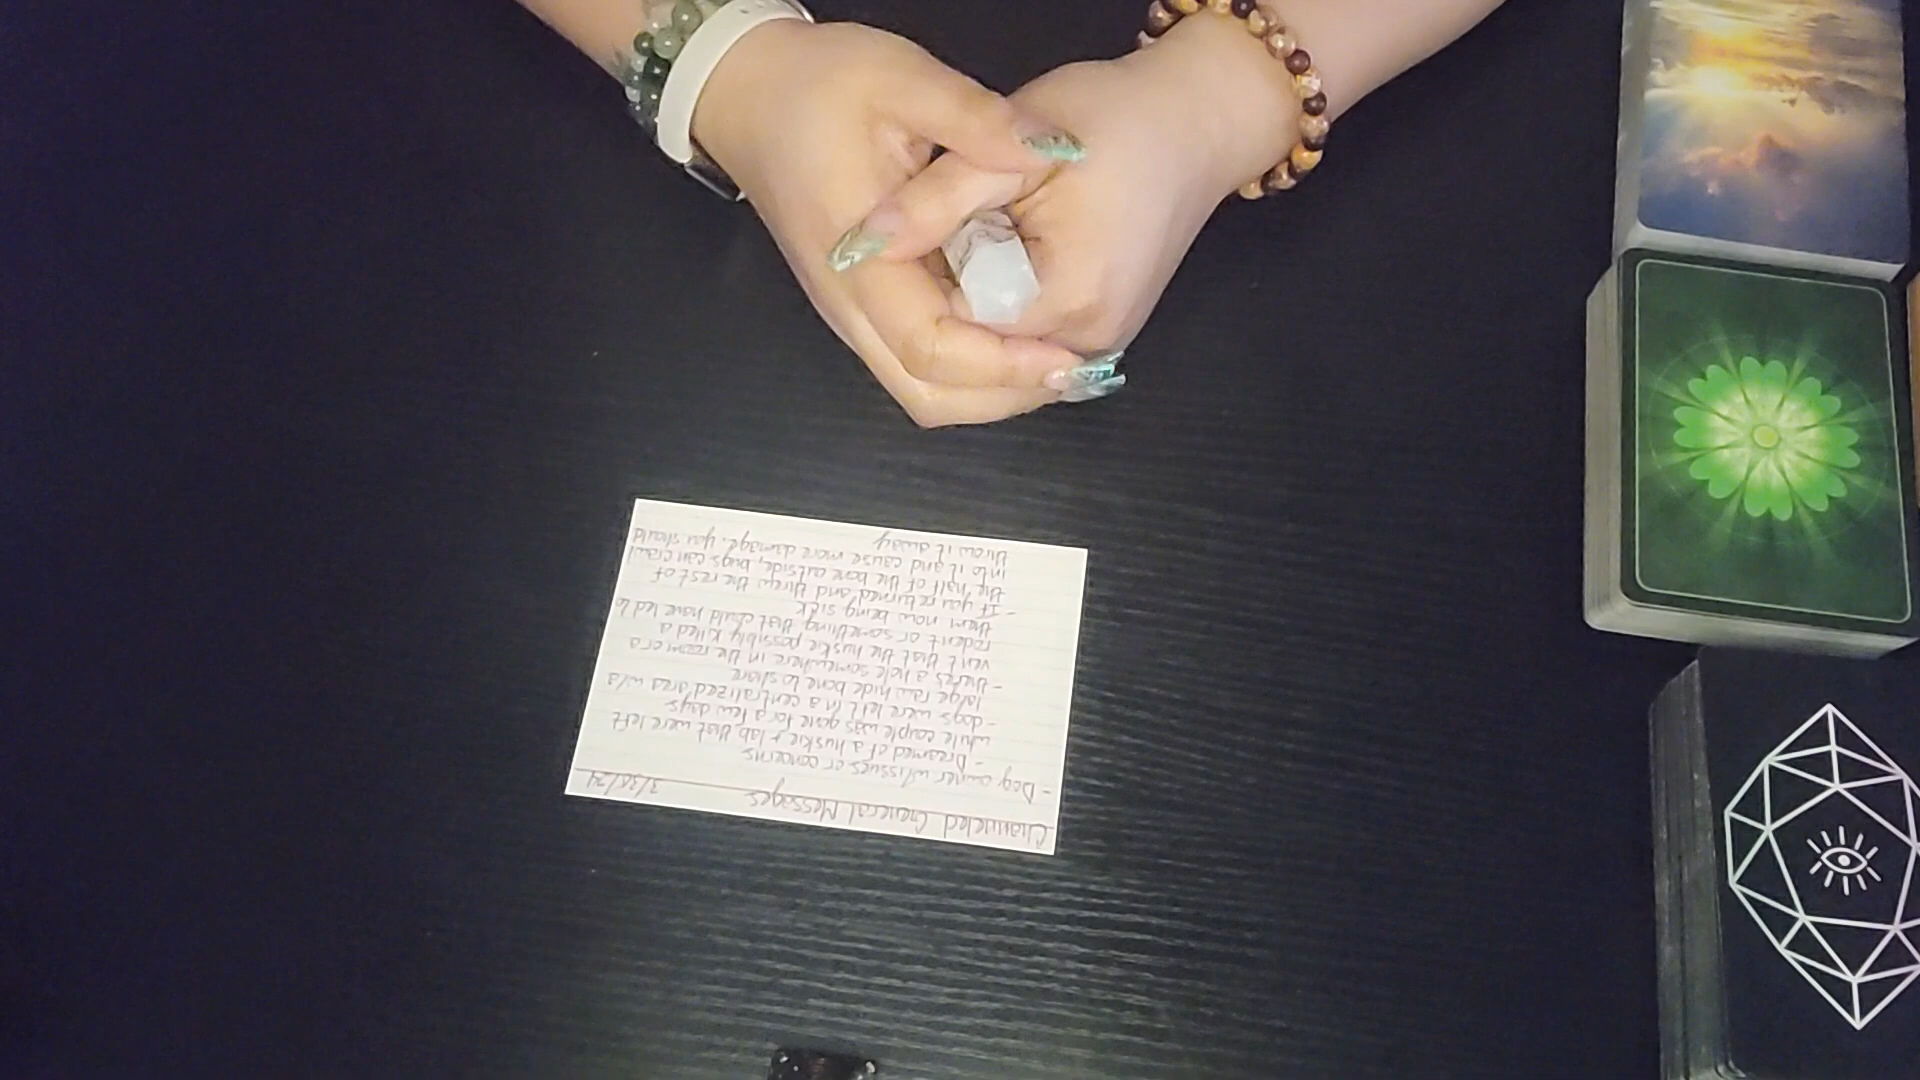 Channeled General Messages 3/30/24
- Dog owner w/issues or concerns
- Dreamed of a huskie + lab that were left
while couple was gone for a few days
- dogs were left in a centralized area w/a
large raw hide bone to share
- there's a hole somewhere in the room or a
vent that the huskie possibly killed a
rodent or something that could have led to
them now being sick
- If you returned and threw the rest of
the half of the bone outside, bugs can crawl
into it and cause more damage. You should
throw it away